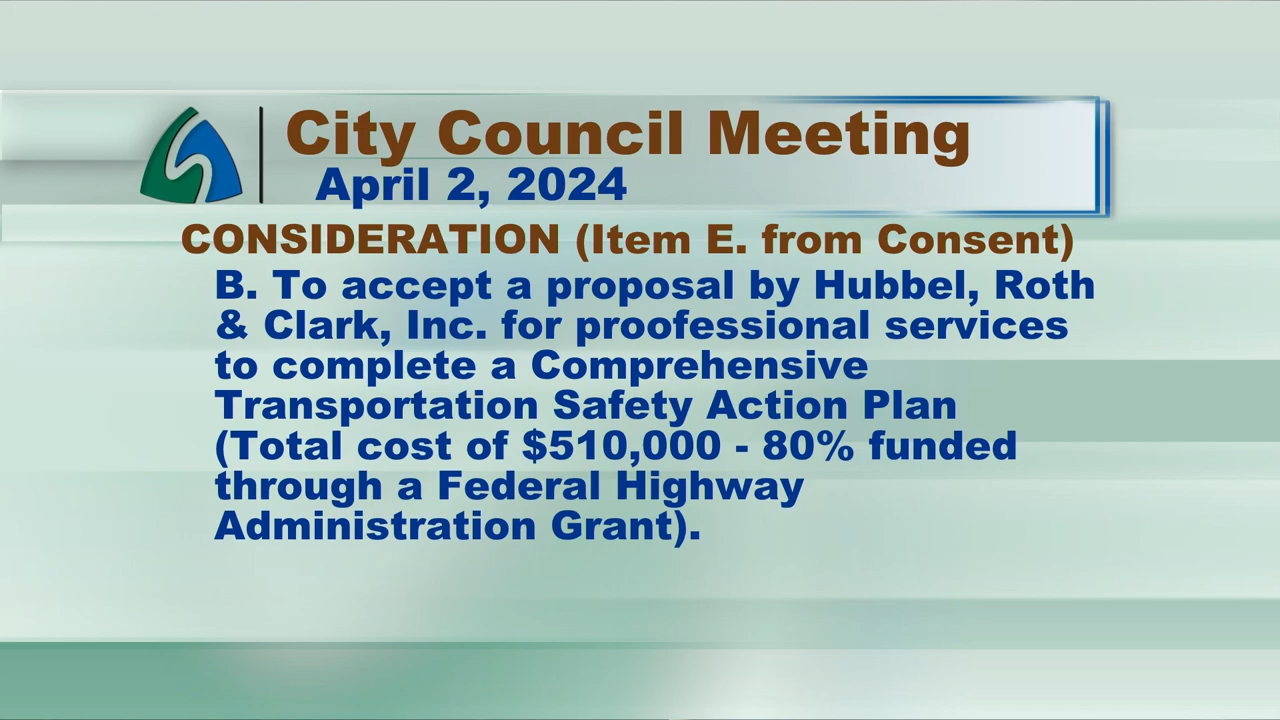 City Council Meeting
April 2, 2024
CONSIDERATION (Item E. from Consent)
B. To accept a proposal by Hubbel, Roth
& Clark, Inc. for proofessional services
to complete a Comprehensive
Transportation Safety Action Plan
(Total cost of $510,000 - 80% funded
through a Federal Highway
Administration Grant).